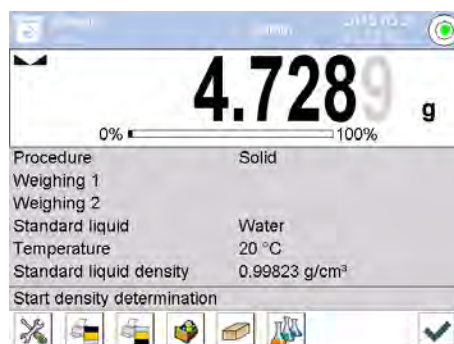 4.7289 g
0% 100%
Procedure Solid
Weighing 1
Weighing 2
Standard liquid Water
Temperature 20 °C
Standard liquid density 0.99823 g/cm³
Start density determination